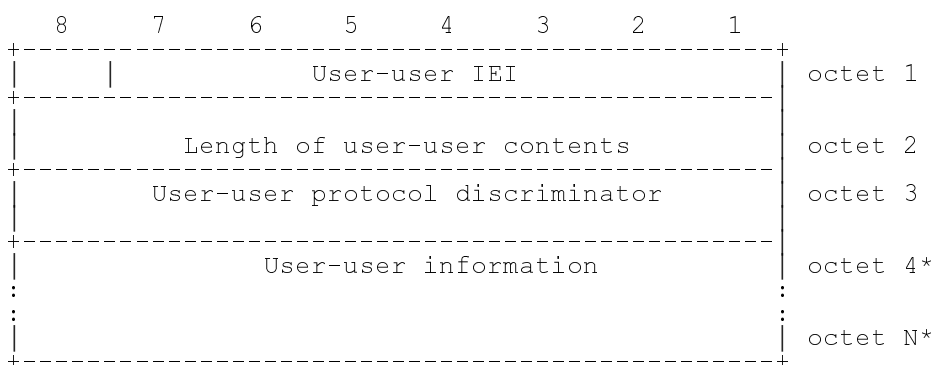 8 7 6 5 4 3 2 1
User-user IEI octet 1
Length of user-user contents octet 2
User-user protocol discriminator octet 3
User-user information octet 4*
octet N*